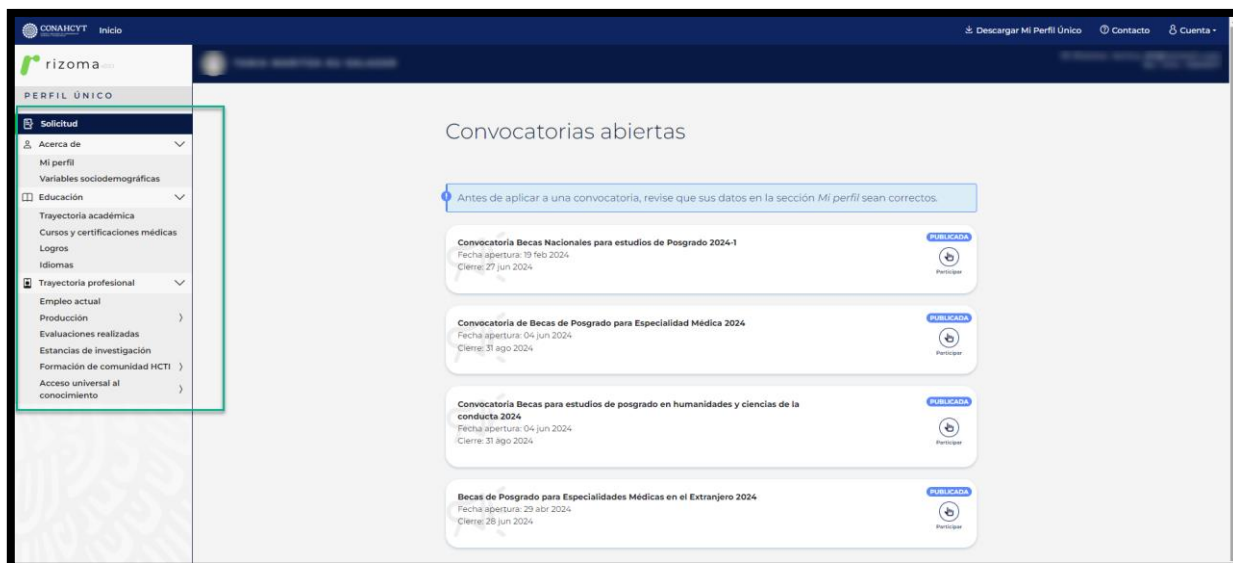 CONAHCYT Inicio
Descargar Mi Perfil Único Contacto Cuenta
rizoma
PERFIL ÚNICO
Solicitud
Acerca de
Mi perfil
Variables sociodemográficas
Educación
Trayectoria académica
Cursos y certificaciones médicas
Logros
Idiomas
Trayectoria profesional
Empleo actual
Producción
Evaluaciones realizadas
Estancias de investigación
Formación de comunidad HCTI
Acceso universal al
conocimiento
Convocatorias abiertas
Antes de aplicar a una convocatoria, revise que sus datos en la sección Mi perfil sean correctos.
Convocatoria Becas Nacionales para estudios de Posgrado 2024-1
Fecha apertura: 19 feb 2024
Cierre: 27 jun 2024
PUBLICADA
Participar
Convocatoria de Becas de Posgrado para Especialidad Médica 2024
Fecha apertura: 04 jun 2024
Cierre: 31 ago 2024
PUBLICADA
Participar
Convocatoria Becas para estudios de posgrado en humanidades y ciencias de la
conducta 2024
Fecha apertura: 04 jun 2024
Cierre: 31 ago 2024
PUBLICADA
Participar
Becas de Posgrado para Especialidades Médicas en el Extranjero 2024
Fecha apertura: 29 abr 2024
Cierre: 28 jun 2024
PUBLICADA
Participar